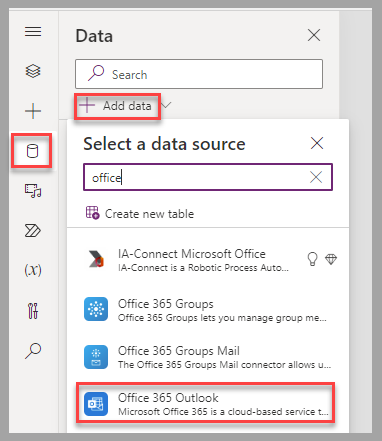 Data
Search
Add data
Select a data source
office
Create new table
(x)
IA-Connect Microsoft Office
IA-Connect is a Robotic Process Auto...
Office 365 Groups
Office 365 Groups lets you manage group me...
Office 365 Groups Mail
The Office 365 Groups Mail connector allows u...
Office 365 Outlook
Microsoft Office 365 is a cloud-based service t...